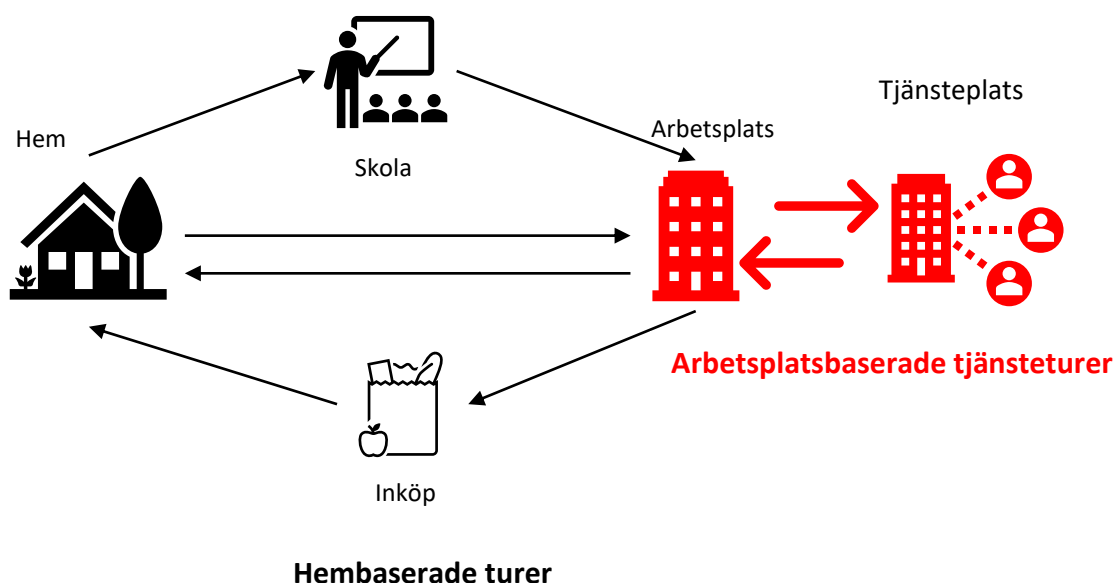 Tjänsteplats
Hem
Arbetsplats
Skola
Arbetsplatsbaserade tjänsteturer
Inköp
Hembaserade turer